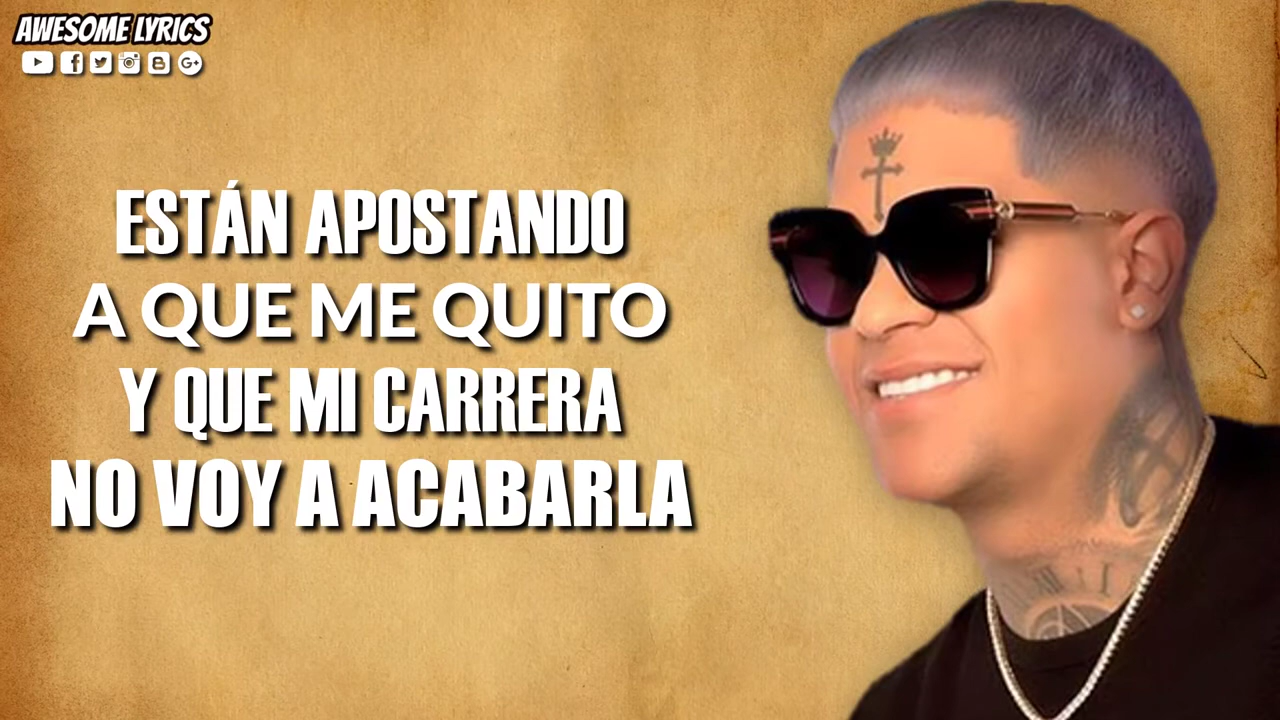 AWESOME LYRICS
ESTÁN APOSTANDO
A QUE ME QUITO
Y QUE MI CARRERA
NO VOY A ACABARLA